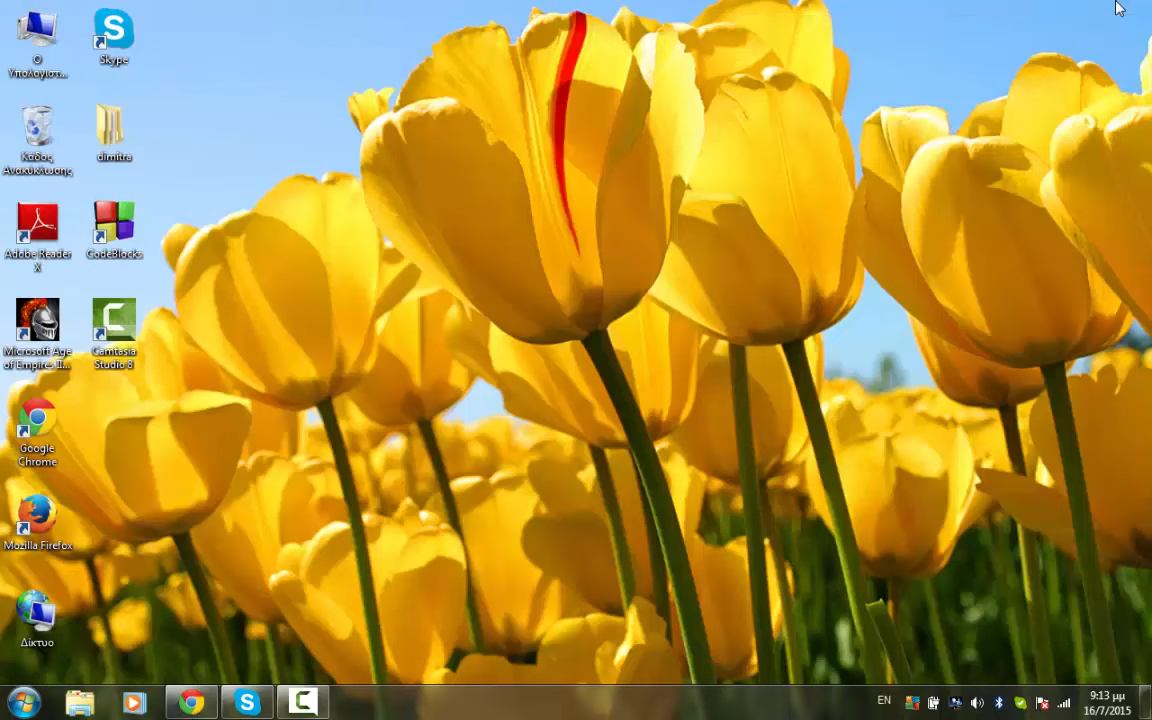 Ο
Υπολογιστ...
Skype
Κάδος
Ανακύκλωσης
dimitra
Adobe Reader
X
CodeBlocks
Microsoft Age
of Empires II...
Camtasia
Studio 8
Google
Chrome
Mozilla Firefox
Δίκτυο
EN
9:13 μμ
16/7/2015